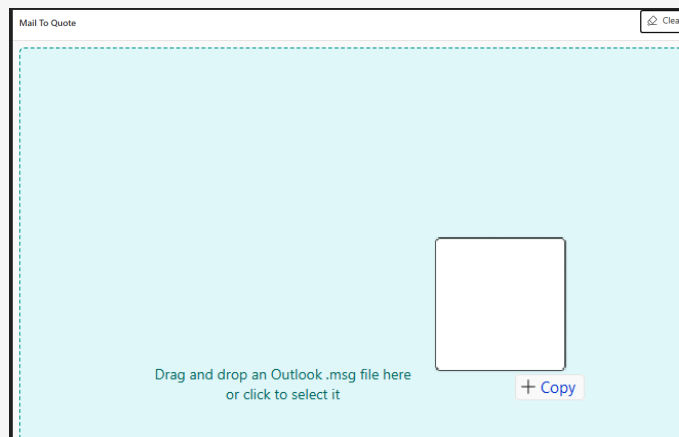 Mail To Quote
Clea
Drag and drop an Outlook .msg file here
or click to select it
+ Copy